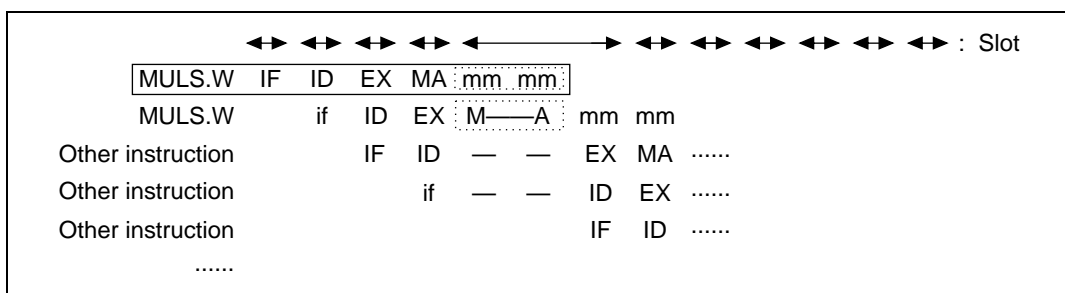 : Slot
MULS.W IF ID EX MA mm mm
MULS.W if ID EX M——A mm mm
Other instruction IF ID — — EX MA ......
Other instruction if — — ID EX ......
Other instruction IF ID ......
......